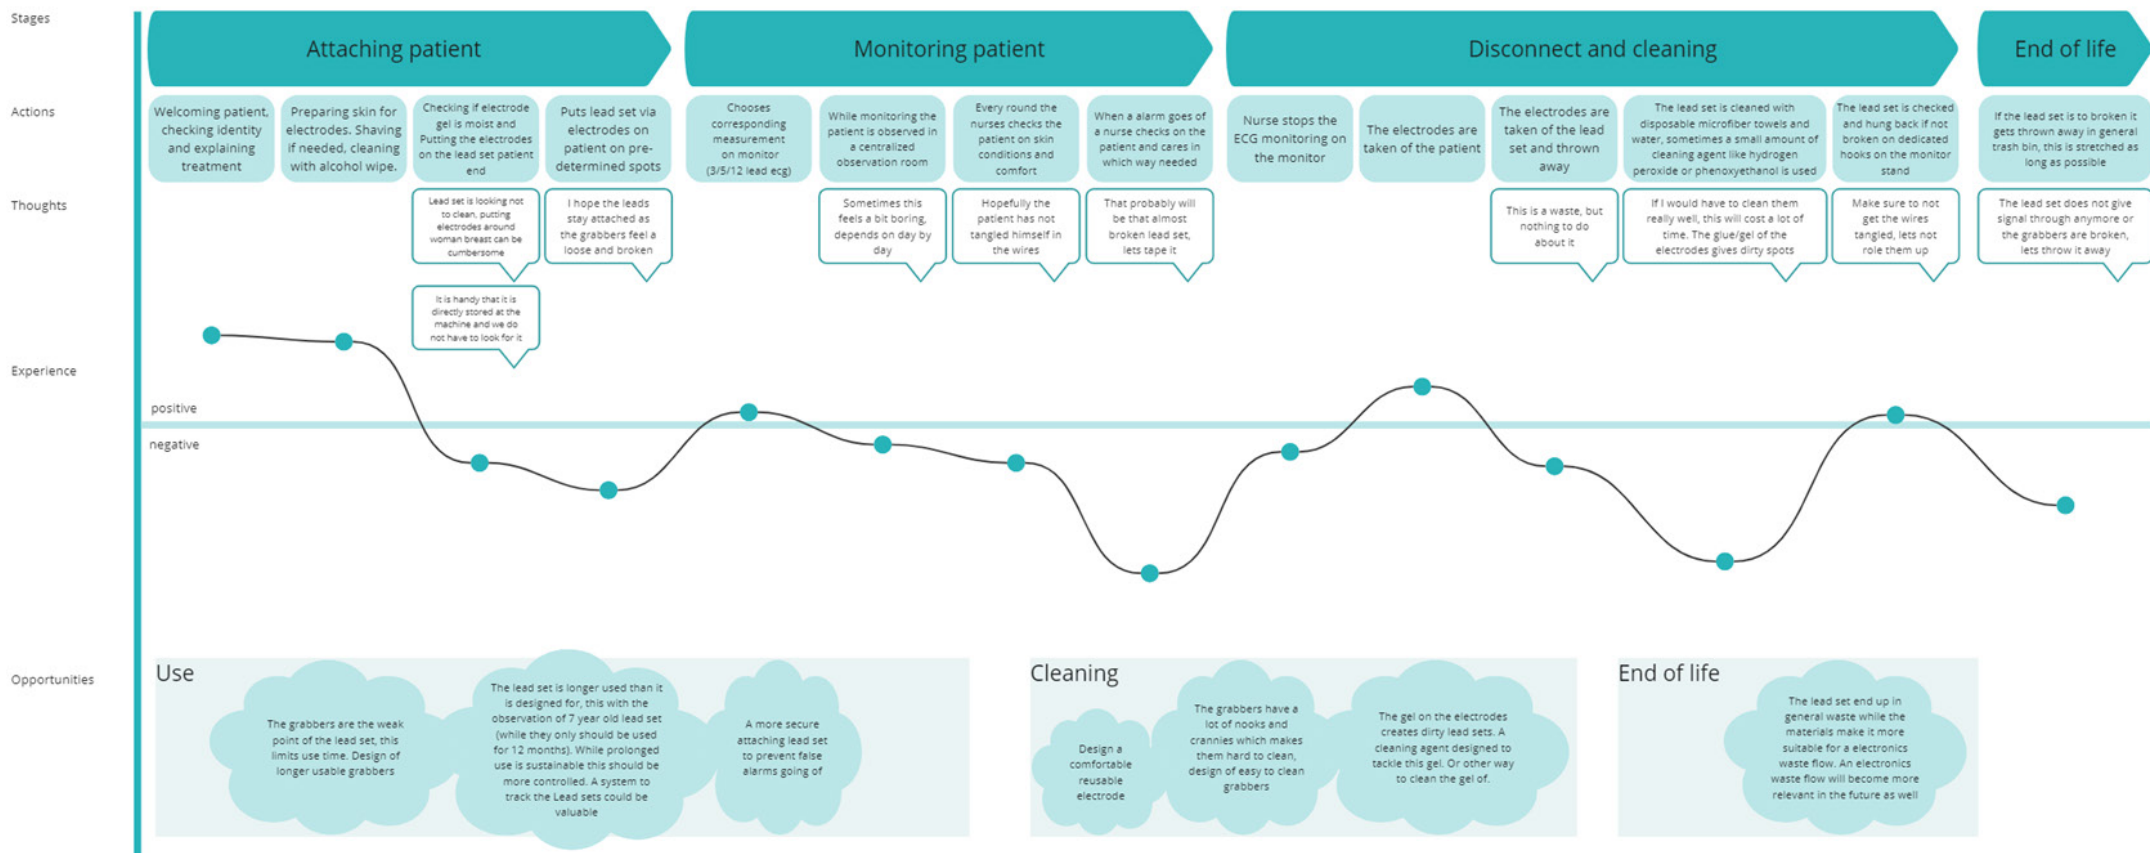 Stages
Attaching patient
Monitoring patient
Disconnect and cleaning
End of life
Actions
Welcoming patient,
checking identity
and explaining
treatment
Preparing skin for
electrodes. Shaving
if needed, cleaning
with alcohol wipe.
Checking if electrode
gel is moist and
Putting the electrodes
on the lead set patient
end
Puts lead set via
electrodes on
patient on pre-
determined spots
Chooses
corresponding
measurement
on monitor
(3/5/12 lead ecg)
While monitoring the
patient is observed in
a centralized
observation room
Every round the
nurses checks the
patient on skin
conditions and
comfort
When a alarm goes of
a nurse checks on the
patient and cares in
which way needed
Nurse stops the
ECG monitoring on
the monitor
The electrodes are
taken of the patient
The electrodes are
taken of the lead
set and thrown
away
The lead set is cleaned with
disposable microfiber towels and
water, sometimes a small amount of
cleaning agent like hydrogen
peroxide or phenoxyethanol is used
The lead set is checked
and hung back if not
broken on dedicated
hooks on the monitor
stand
If the lead set is to broken it
gets thrown away in general
trash bin, this is stretched as
long as possible
Thoughts
Lead set is looking not
to clean, putting
electrodes around
woman breast can be
cumbersome
I hope the leads
stay attached as
the grabbers feel a
loose and broken
Sometimes this
feels a bit boring,
depends on day by
day
Hopefully the
patient has not
tangled himself in
the wires
That probably will
be that almost
broken lead set,
lets tape it
This is a waste, but
nothing to do
about it
If I would have to clean them
really well, this will cost a lot of
time. The glue/gel of the
electrodes gives dirty spots
Make sure to not
get the wires
tangled, lets not
role them up
The lead set does not give
signal through anymore or
the grabbers are broken,
lets throw it away
It is handy that it is
directly stored at the
machine and we do
not have to look for it
Experience
positive
negative
Opportunities
Use
The grabbers are the weak
point of the lead set, this
limits use time. Design of
longer usable grabbers
The lead set is longer used than it
is designed for, this with the
observation of 7 year old lead set
(while they only should be used
for 12 months). While prolonged
use is sustainable this should be
more controlled. A system to
track the Lead sets could be
valuable
A more secure
attaching lead set
to prevent false
alarms going of
Cleaning
Design a
comfortable
reusable
electrode
The grabbers have a
lot of nooks and
crannies which makes
them hard to clean,
design of easy to clean
grabbers
The gel on the electrodes
creates dirty lead sets. A
cleaning agent designed to
tackle this gel. Or other way
to clean the gel of.
End of life
The lead set end up in
general waste while the
materials make it more
suitable for a electronics
waste flow. An electronics
waste flow will become more
relevant in the future as well